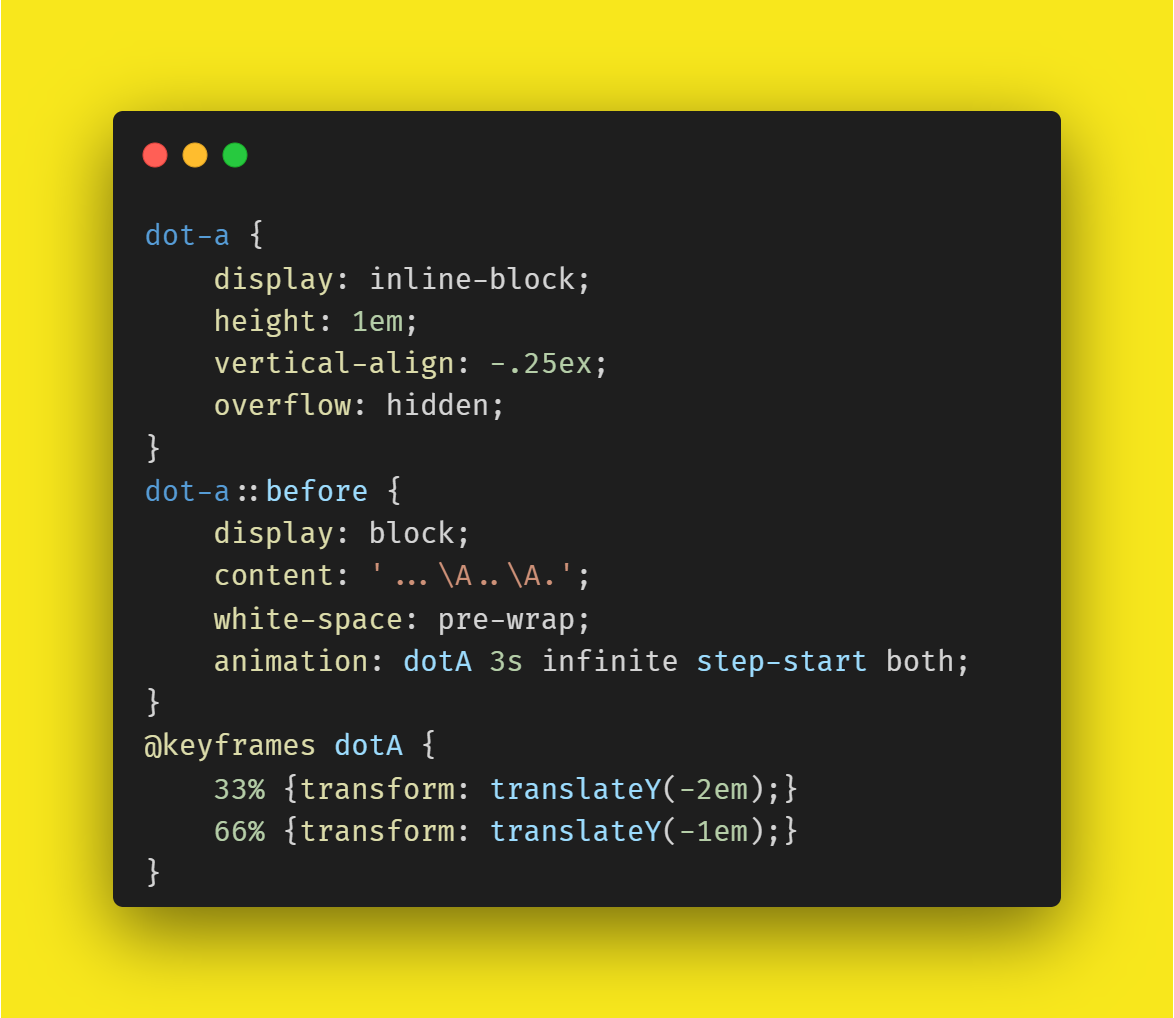 dot-a {
    display: inline-block;
    height: 1em;
    vertical-align: -.25ex;
    overflow: hidden;
}
dot-a::before {
    display: block;
    content: '...\A..\A.';
    white-space: pre-wrap;
    animation: dotA 3s infinite step-start both;
}
@keyframes dotA {
    33% {transform: translateY(-2em);}
    66% {transform: translateY(-1em);}
}